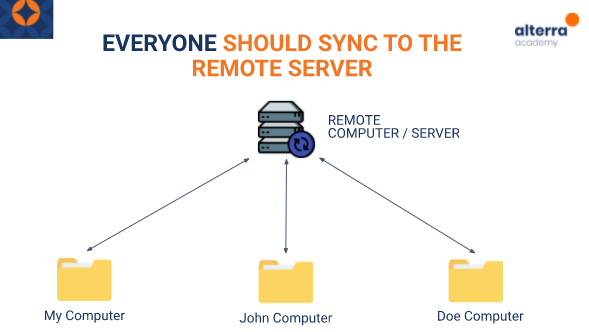 EVERYONE SHOULD SYNC TO THE
REMOTE SERVER
alterra
academy
REMOTE
COMPUTER / SERVER
My Computer
John Computer
Doe Computer